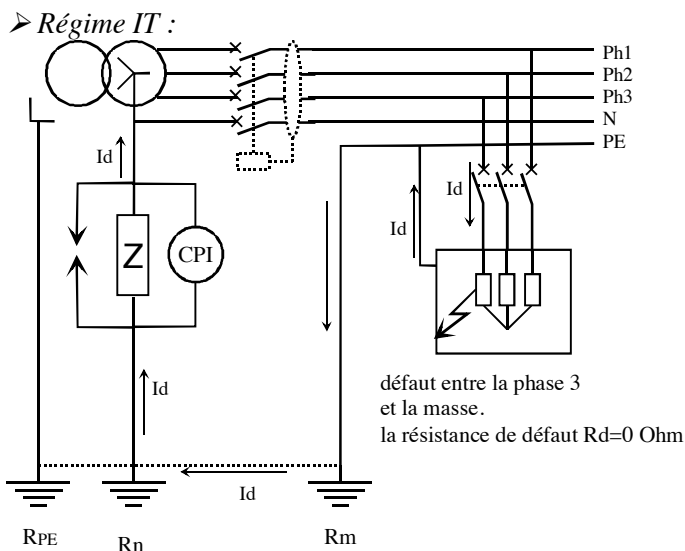 ➢ Régime IT :
Ph1
Ph2
Ph3
N
PE
Id
Id
Id
Z
CPI
Id
défaut entre la phase 3
et la masse.
la résistance de défaut Rd=0 Ohm
Id
RPE
Rn
Rm